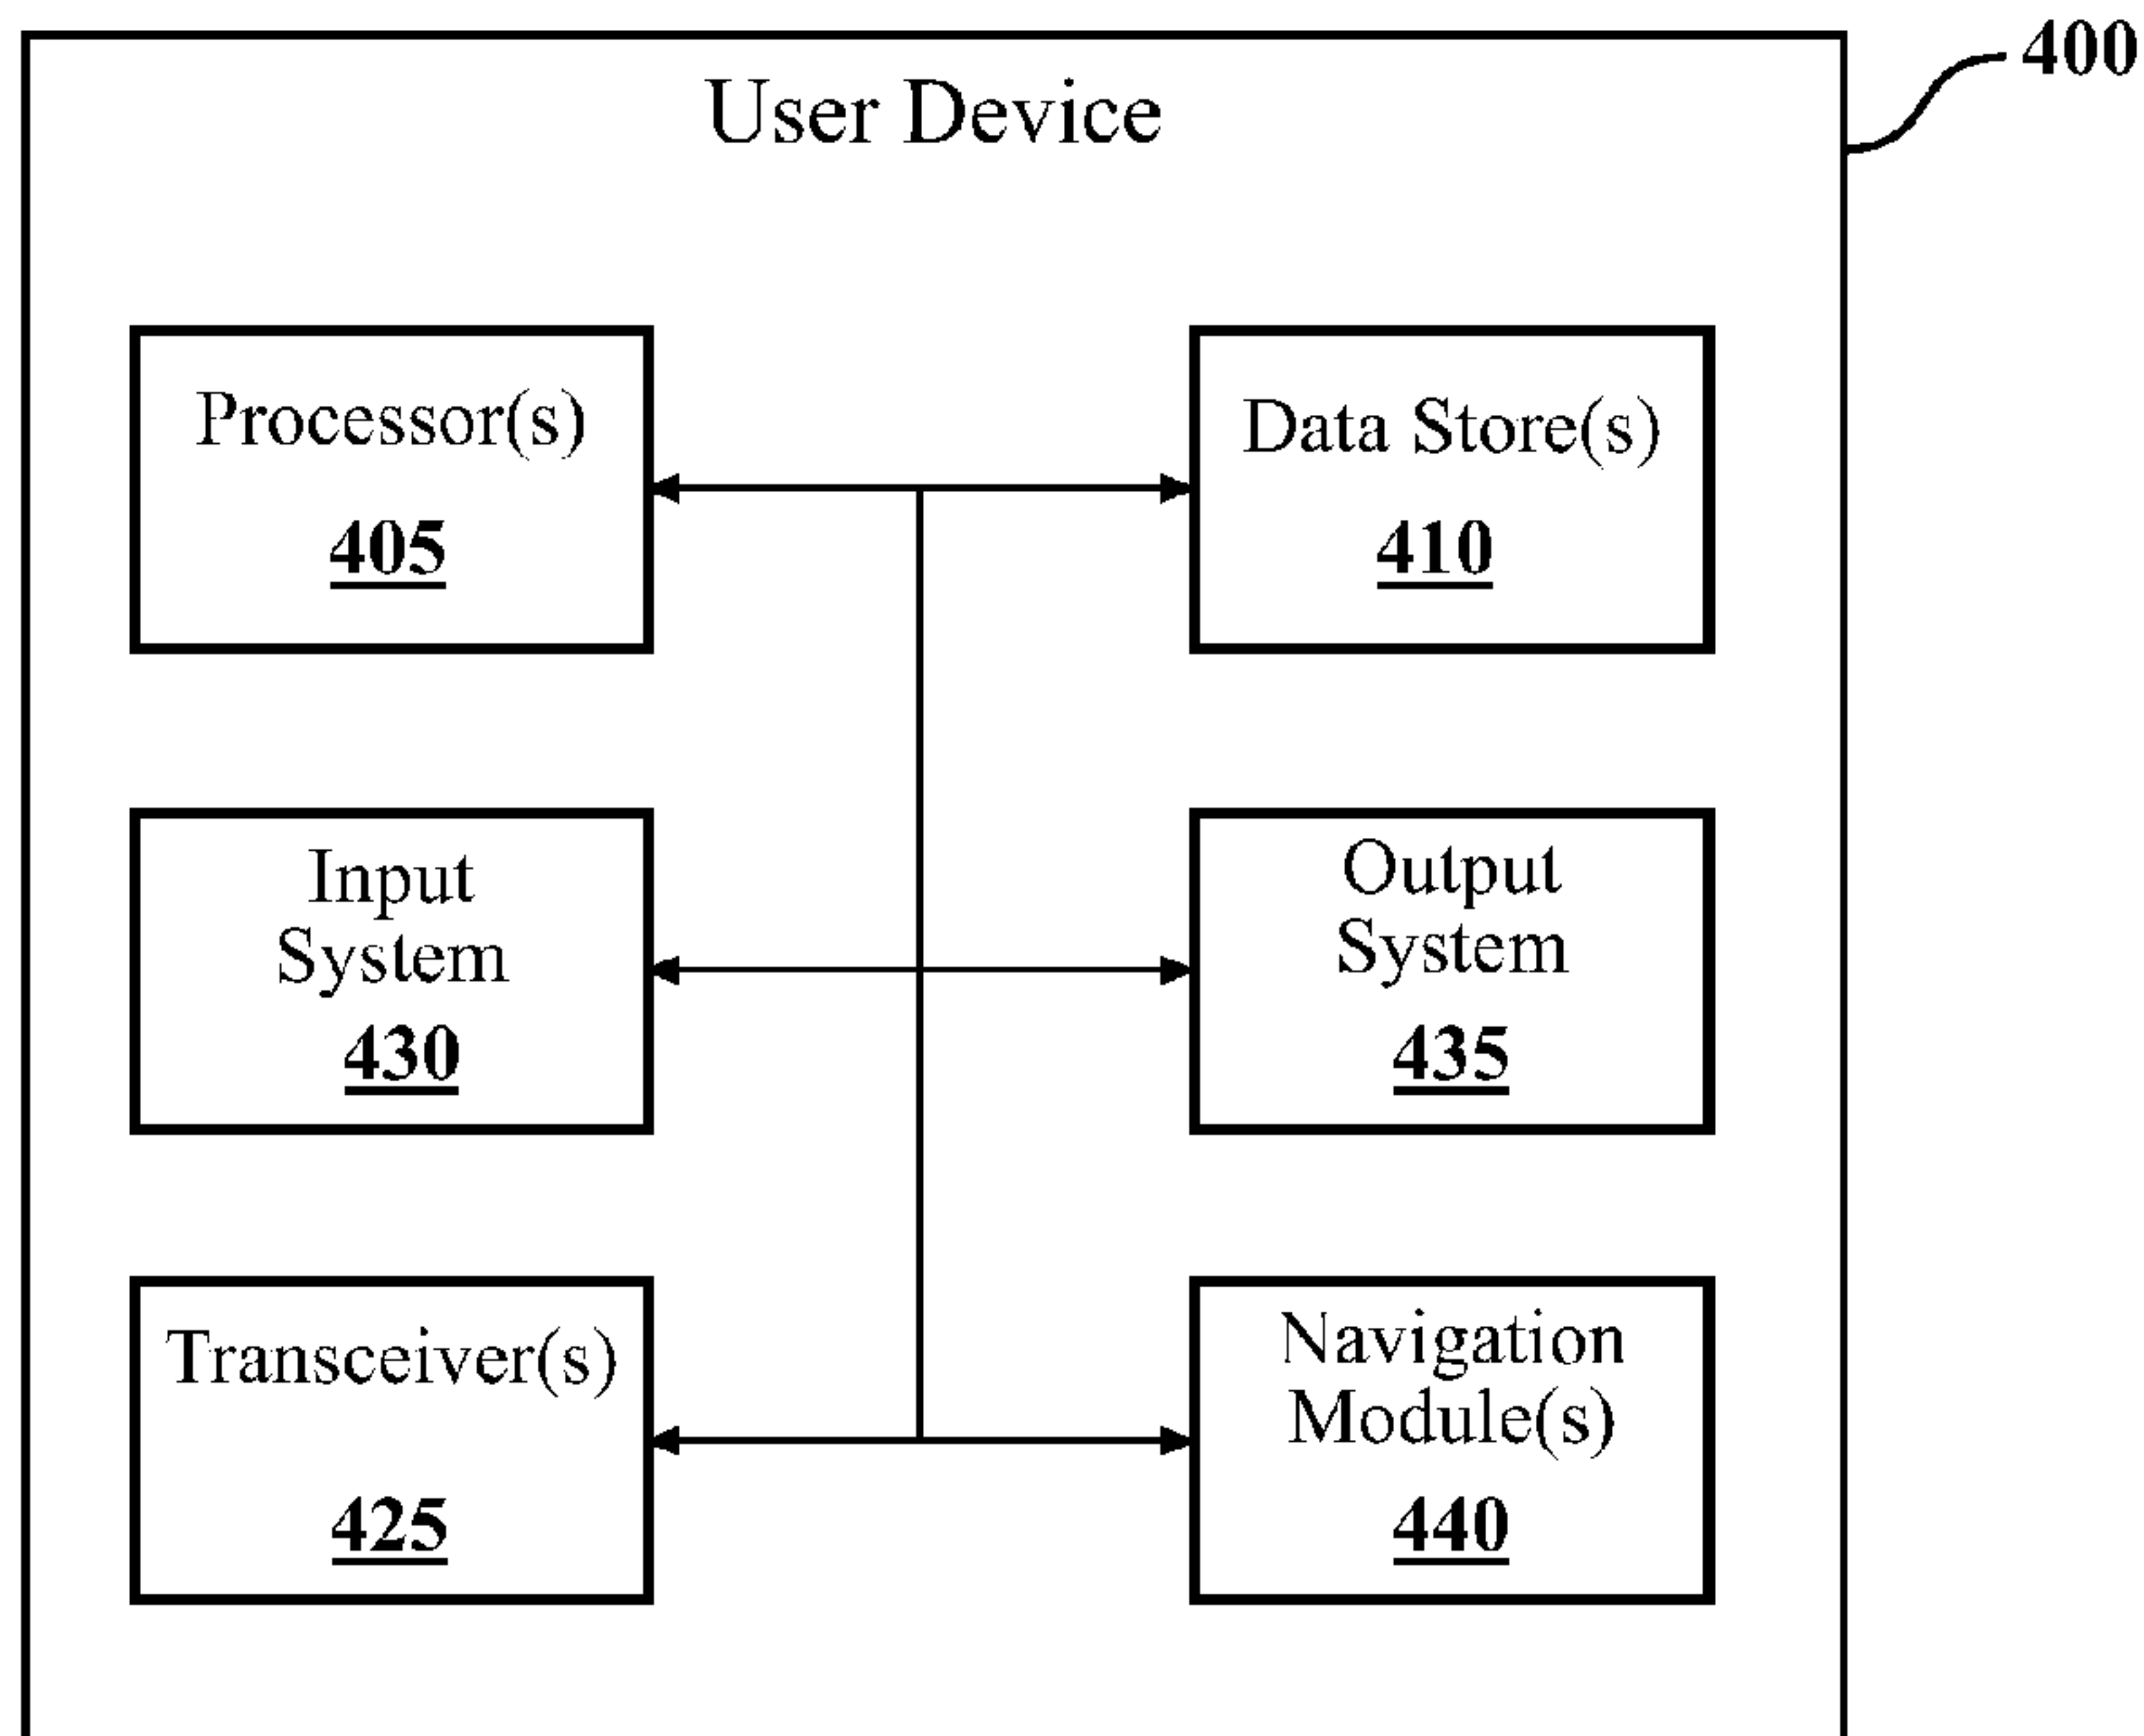 400
User Device
Processor(s)
405
Data Store(s)
410
Input
System
430
Output
System
435
Transceiver(s)
425
Navigation
Module(s)
440